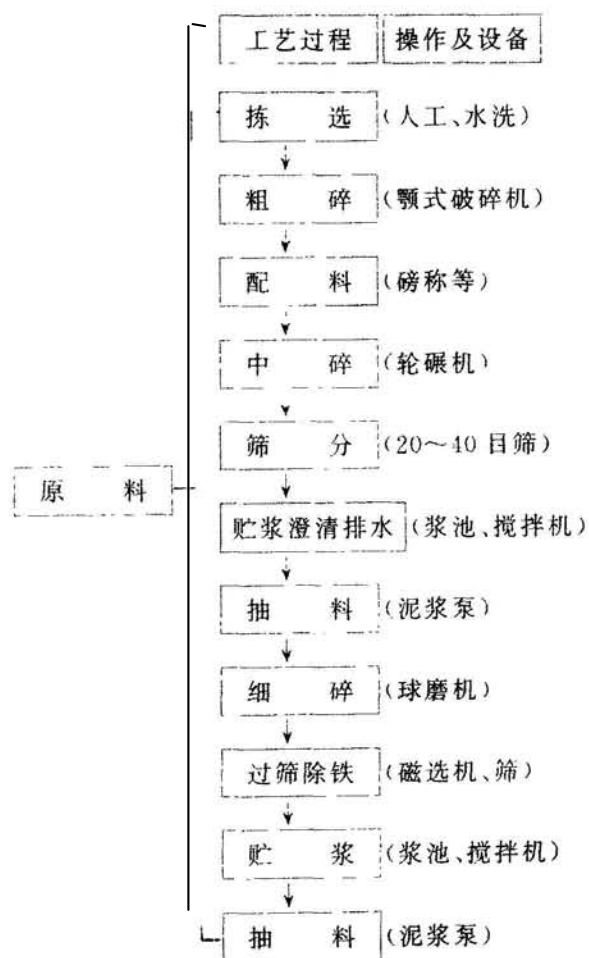 工艺过程 操作及设备
拣 选 (人工、水洗)
粗 碎 (颚式破碎机)
配 料 (磅称等)
中 碎 (轮碾机)
筛 分 (20～40目筛)
原 料
贮浆澄清排水 (浆池、搅拌机)
抽 料 (泥浆泵)
细 碎 (球磨机)
过筛除铁 (磁选机、筛)
贮 浆 (浆池、搅拌机)
抽 料 (泥浆泵)